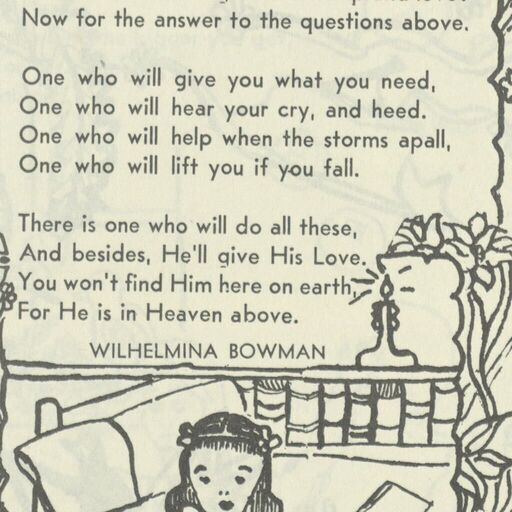 Now for the answer to the questions above.
One who will give you what you need,
One who will hear your cry, and heed.
One who will help when the storms apall,
One who will lift you if you fall.
There is one who will do all these,
And besides, He'll give His Love.
You won't find Him here on earth,
For He is in Heaven above.
WILHELMINA BOWMAN